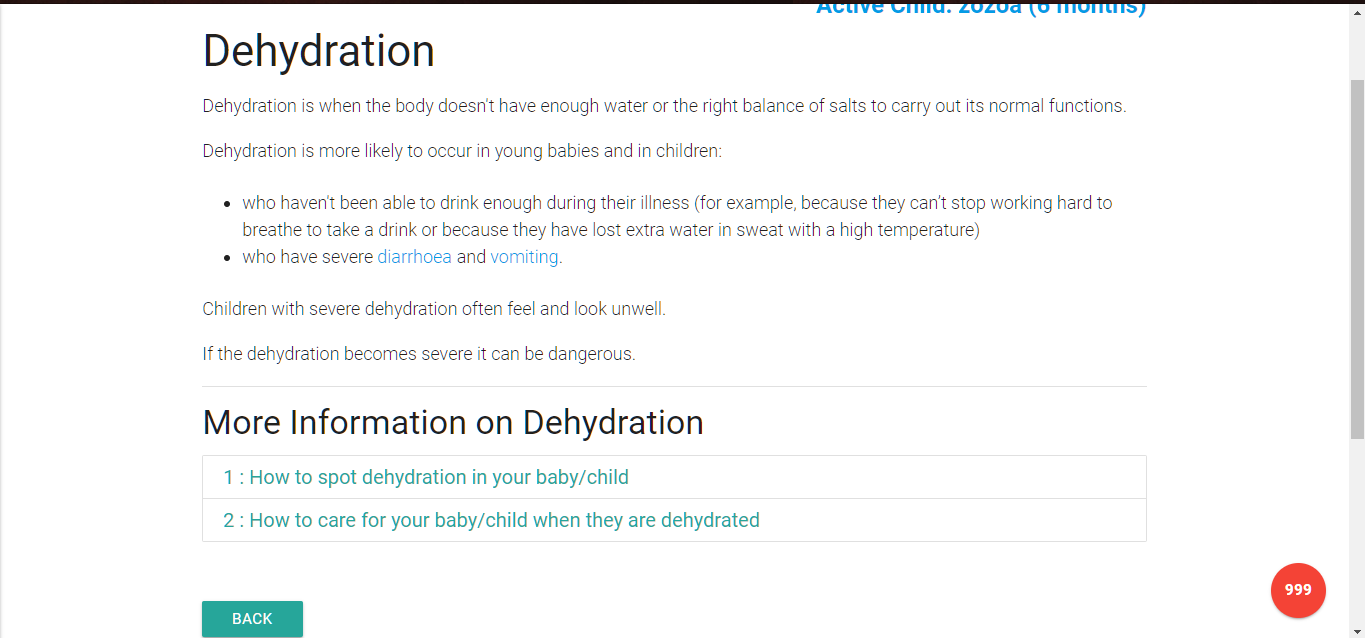 Active Child: zozoa (6 months)
Dehydration
Dehydration is when the body doesn't have enough water or the right balance of salts to carry out its normal functions.
Dehydration is more likely to occur in young babies and in children:
who haven't been able to drink enough during their illness (for example, because they can't stop working hard to
breathe to take a drink or because they have lost extra water in sweat with a high temperature)
who have severe diarrhoea and vomiting.
Children with severe dehydration often feel and look unwell.
If the dehydration becomes severe it can be dangerous.
More Information on Dehydration
1 : How to spot dehydration in your baby/child
2 : How to care for your baby/child when they are dehydrated
999
BACK